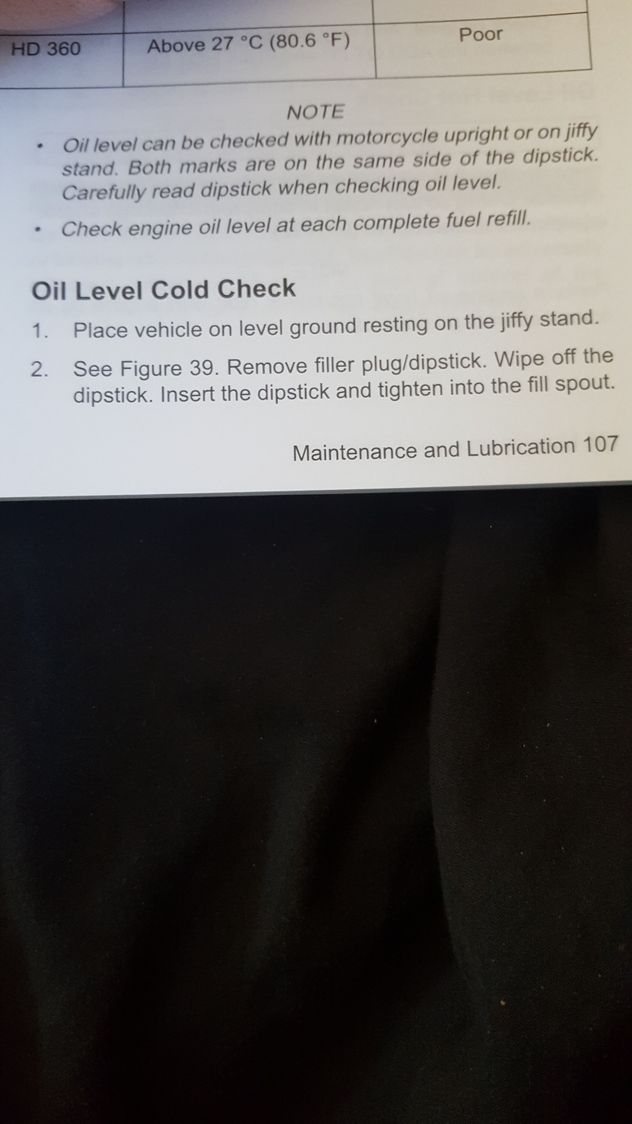 HD 360 Above 27 °C (80.6 °F) Poor
NOTE
• Oil level can be checked with motorcycle upright or on jiffy
stand. Both marks are on the same side of the dipstick.
Carefully read dipstick when checking oil level.
• Check engine oil level at each complete fuel refill.
Oil Level Cold Check
1. Place vehicle on level ground resting on the jiffy stand.
2. See Figure 39. Remove filler plug/dipstick. Wipe off the
dipstick. Insert the dipstick and tighten into the fill spout.
Maintenance and Lubrication 107